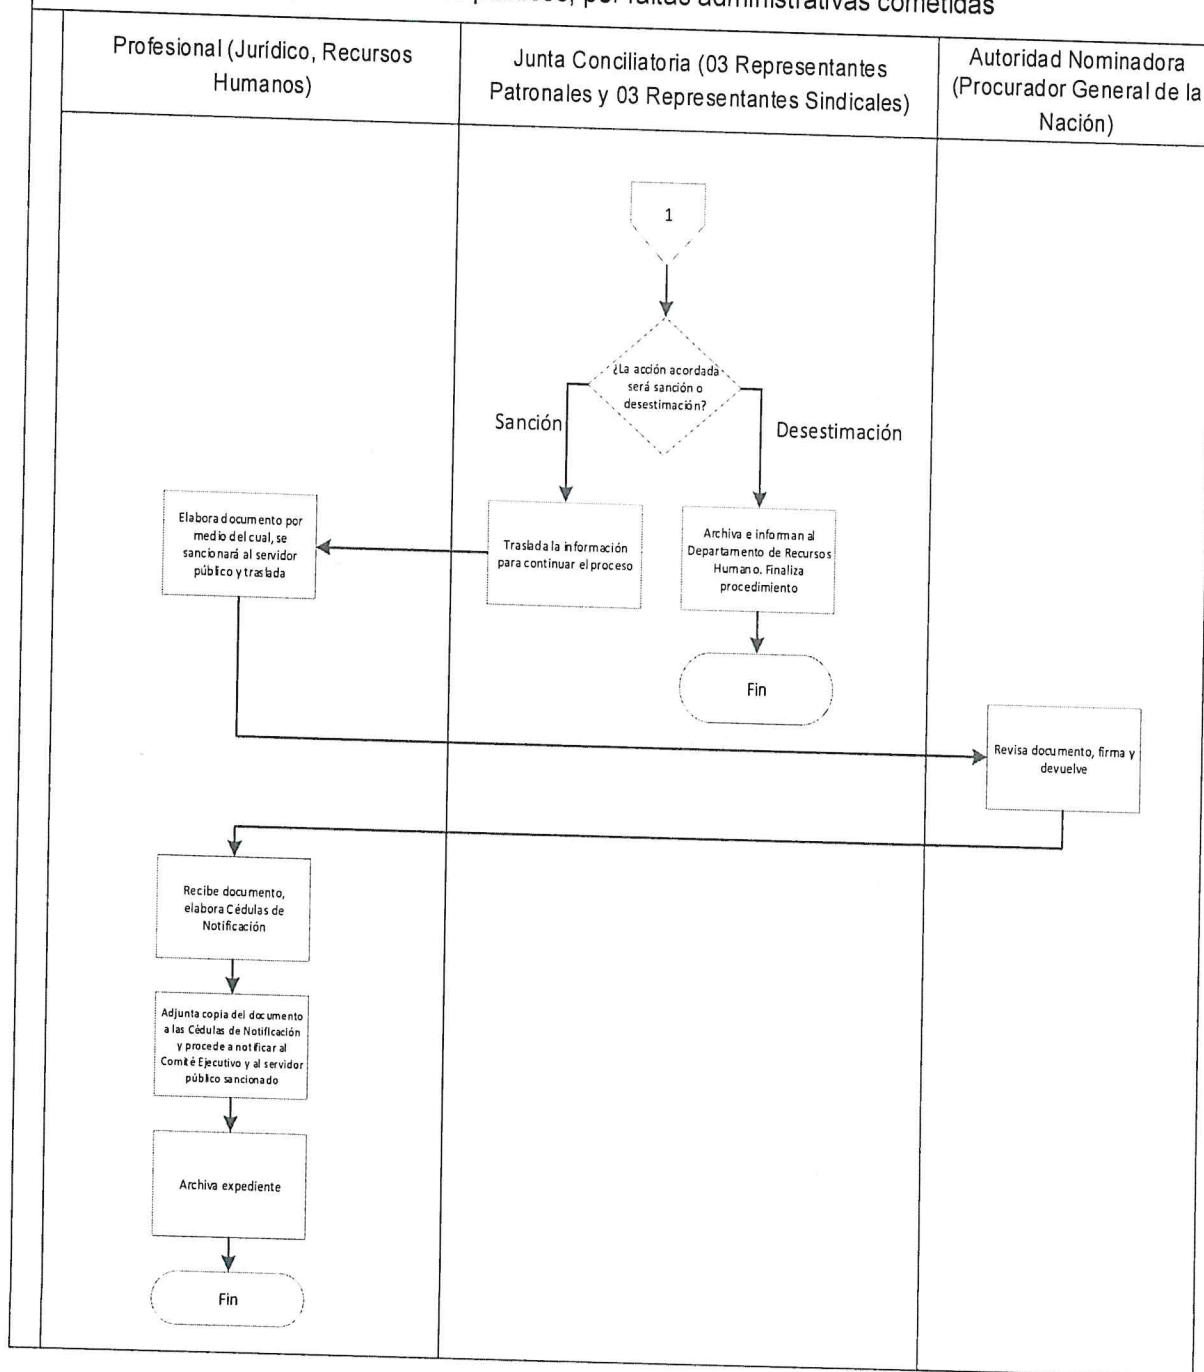 por faltas administrativas cometidas
Profesional (Jurídico, Recursos
Humanos)
Junta Conciliatoria (03 Representantes
Patronales y 03 Representantes Sindicales)
Autoridad Nominadora
(Procurador General de la
Nación)
1
¿La acción acordada
será sanción o
desestimación?
Sanción
Desestimación
Elabora documento por
medio del cual, se
sancionará al servidor
público y traslada
Traslada la información
para continuar el proceso
Archiva e informan al
Departamento de Recursos
Humano. Finaliza
procedimiento
Fin
Revisa documento, firma y
devuelve
Recibe documento,
elabora Cédulas de
Notificación
Adjunta copia del documento
a las Cédulas de Notificación
y procede a notificar al
Comité Ejecutivo y al servidor
público sancionado
Archiva expediente
Fin